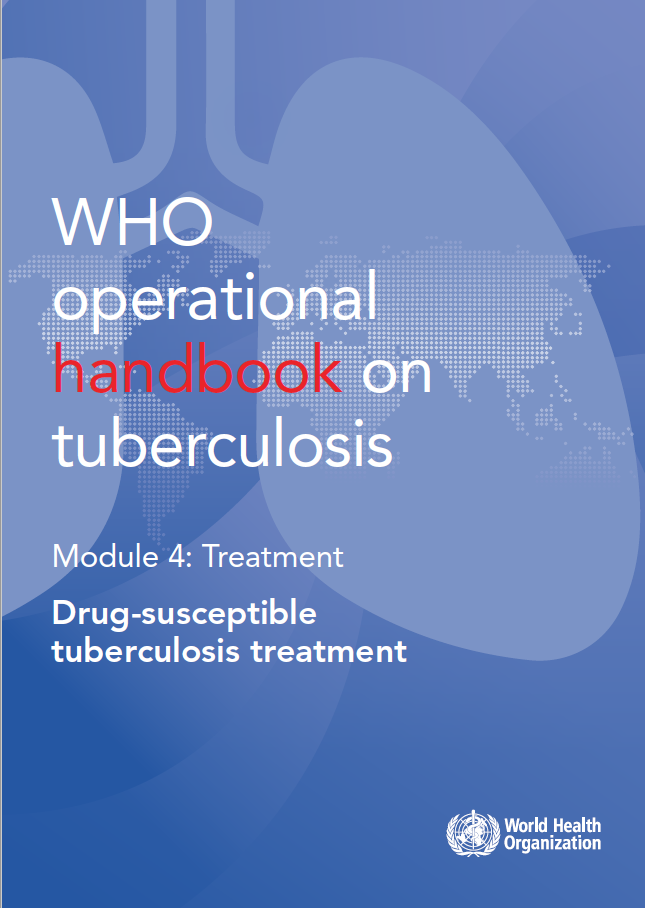 WHO
operational
handbook on
tuberculosis
Module 4: Treatment
Drug-susceptible
tuberculosis treatment
World Health
Organization